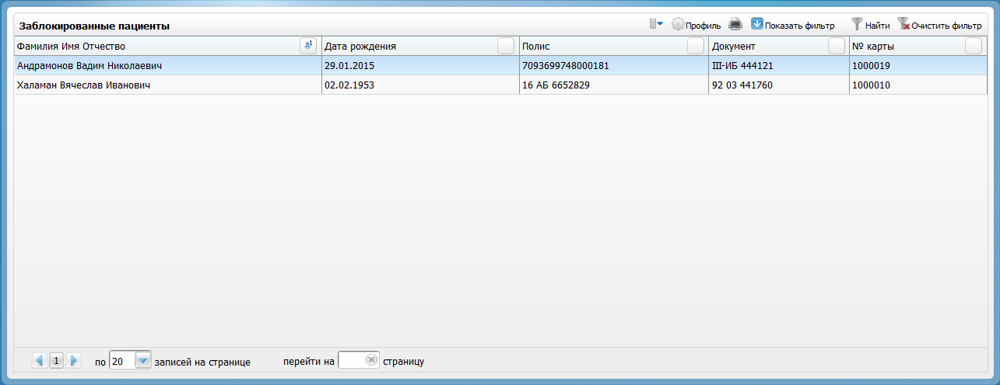 Заблокированные пациенты Профиль Показать фильтр Найти Очистить фильтр
Фамилия Имя Отчество 1 Дата рождения Полис Документ № карты
Андрамонов Вадим Николаевич 29.01.2015 7093699748000181 III-ИБ 444121 1000019
Халаман Вячеслав Иванович 02.02.1953 16 АБ 6652829 92 03 441760 1000010
1 по 20 записей на странице перейти на страницу